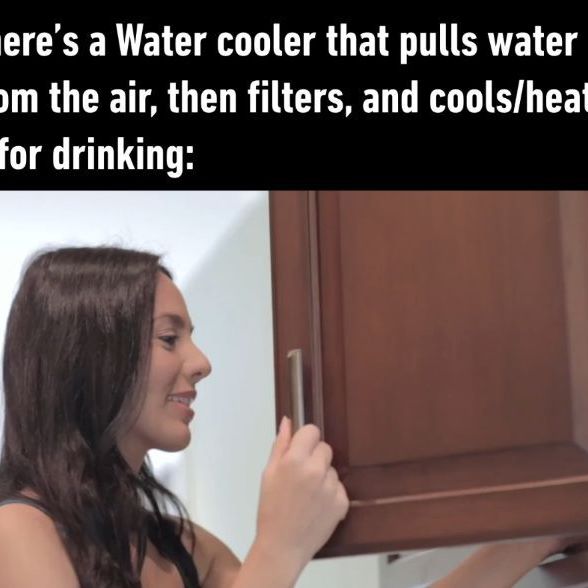 here's a Water cooler that pulls water
om the air, then filters, and cools/heat
for drinking: